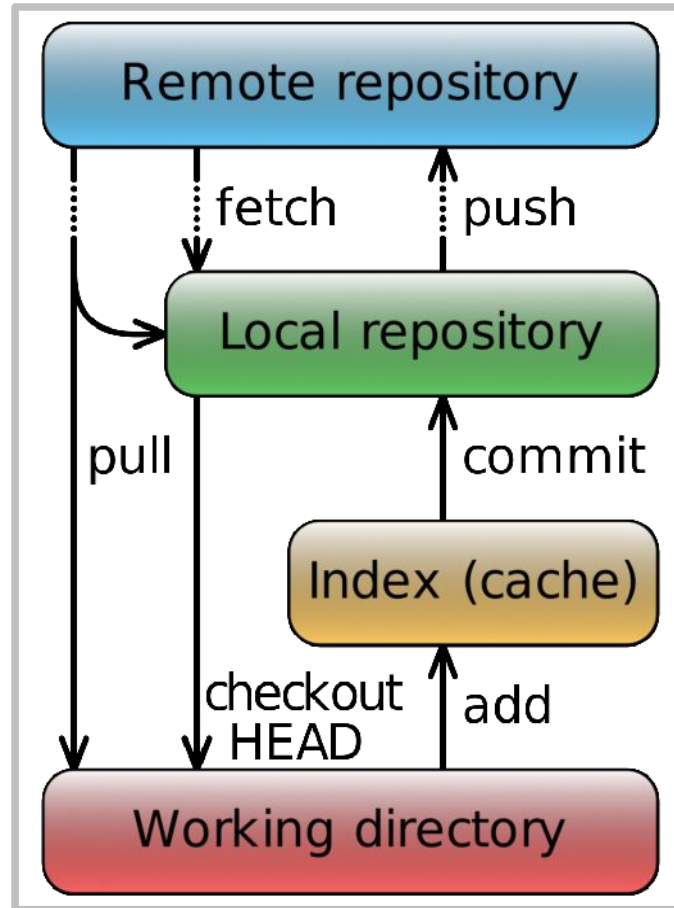 Remote repository
fetch
push
Local repository
pull
commit
Index (cache)
checkout
HEAD
add
Working directory